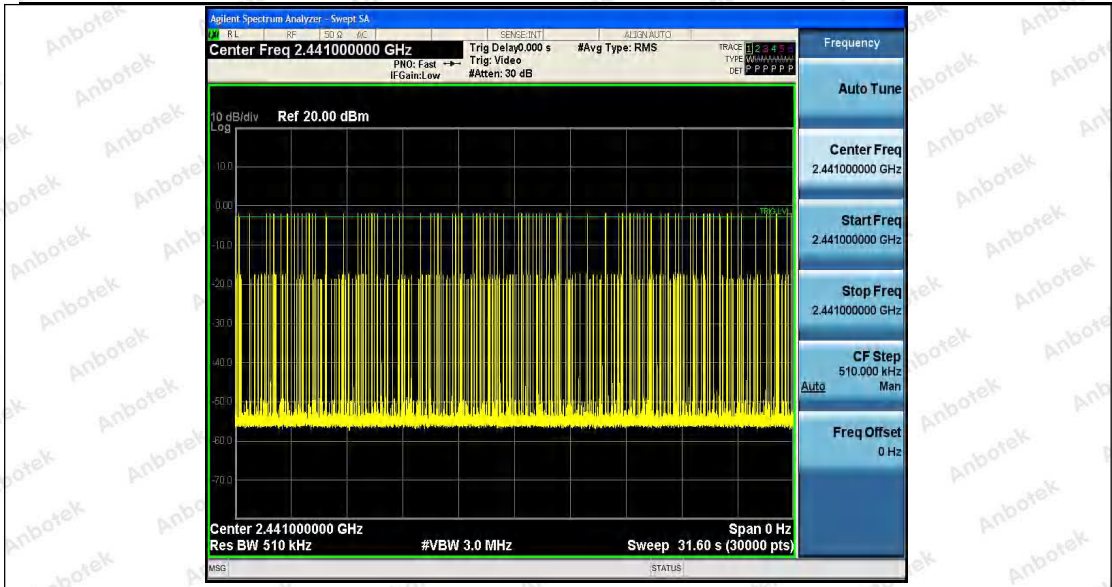 Agilent Spectrum Analyzer - Swept SA
RL RF 50 Ω AC SENSE:INT ALIGN AUTO
Center Freq 2.441000000 GHz
PNO: Fast
IFGain:Low
Trig Delay0.000 s
Trig: Video
#Atten: 30 dB
#Avg Type: RMS
TRACE 1 2 3 4 5 6
TYPE
DET P P P P P P
10 dB/div Ref 20.00 dBm
Log
10.0
0.00
-10.0
-20.0
-30.0
-40.0
-50.0
-60.0
-70.0
TRIG LVL
Center 2.441000000 GHz
Span 0 Hz
Res BW 510 kHz #VBW 3.0 MHz Sweep 31.60 s (30000 pts)
MSG STATUS
Frequency
Auto Tune
Center Freq
2.441000000 GHz
Start Freq
2.441000000 GHz
Stop Freq
2.441000000 GHz
CF Step
510.000 kHz
Auto Man
Freq Offset
0 Hz
Anbotek